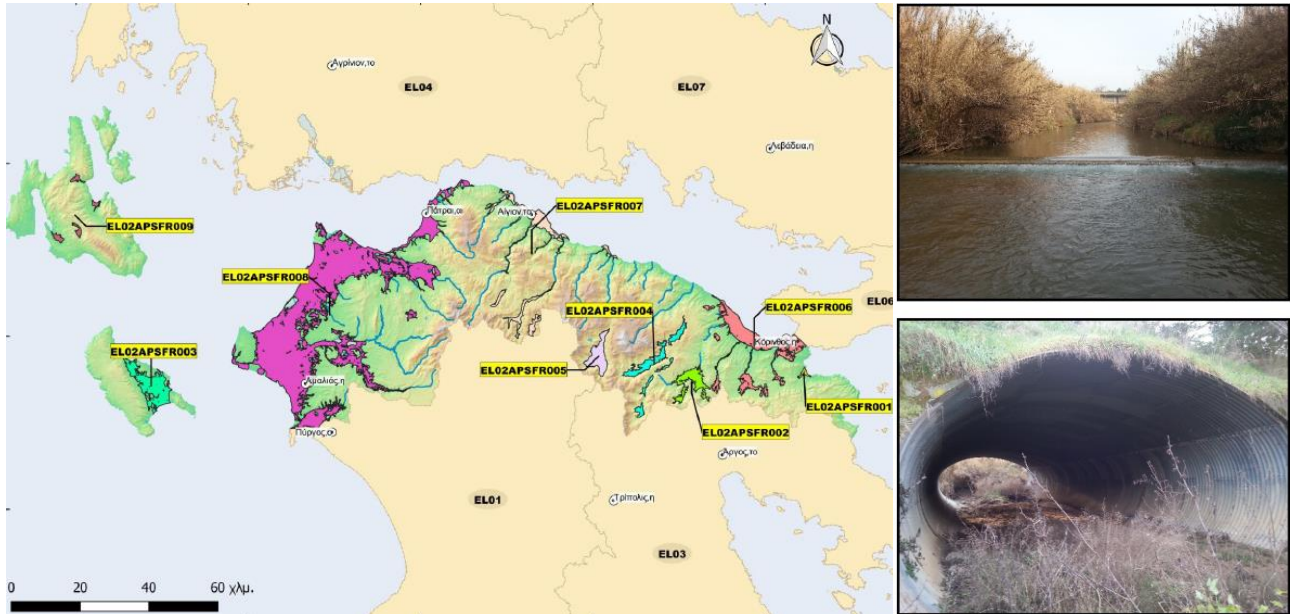 N
Αγρίνιον,το
EL04
EL07
Λεβάδεια,η
Πάτραι,αι
Αίγιον,το
EL02APSFR007
EL02APSFR009
EL02APSFR008
EL02APSFR004
EL02APSFR006
EL06
Κόρινθος,η
EL02APSFR003
EL02APSFR005
Αμαλιάς,η
EL02APSFR001
Πύργος,ο
EL02APSFR002
Άργος,το
EL01
Τρίπολις,η
EL03
0 20 40 60 χλμ.